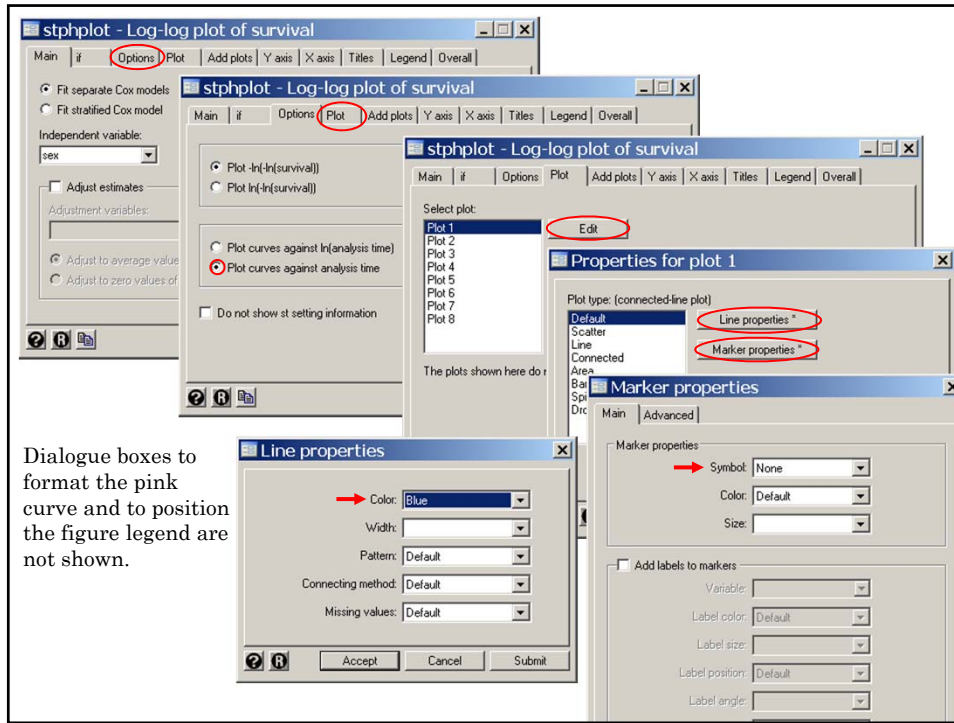 stphplot - Log-log plot of survival
Main if Options Plot Add plots Y axis X axis Titles Legend Overall
Fit separate Cox models
Fit stratified Cox model
Independent variable:
sex
Adjust estimates
Adjustment variables:
Adjust to average value
Adjust to zero values of
stphplot - Log-log plot of survival
Main if Options Plot Add plots Y axis X axis Titles Legend Overall
Plot -ln(-ln(survival))
Plot ln(-ln(survival))
Plot curves against ln(analysis time)
Plot curves against analysis time
Do not show st setting information
stphplot - Log-log plot of survival
Main if Options Plot Add plots Y axis X axis Titles Legend Overall
Select plot:
Plot 1
Plot 2
Plot 3
Plot 4
Plot 5
Plot 6
Plot 7
Plot 8
Edit
The plots shown here do
Properties for plot 1
Plot type: (connected-line plot)
Default
Scatter
Line
Connected
Area
Line properties *
Marker properties *
Marker properties
Main Advanced
Marker properties
Symbol: None
Color: Default
Size:
Add labels to markers
Variable:
Label color: Default
Label size:
Label position: Default
Label angle:
Dialogue boxes to
format the pink
curve and to position
the figure legend are
not shown.
Line properties
Color: Blue
Width:
Pattern: Default
Connecting method: Default
Missing values: Default
Accept Cancel Submit